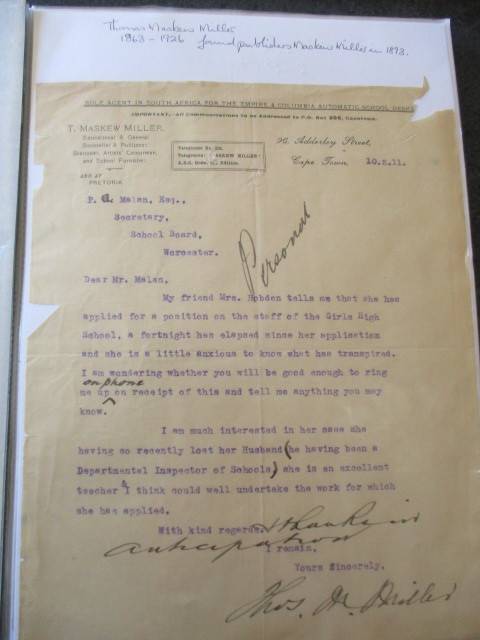 Thomas Maskew Miller
1863 - 1926 found publishers Maskew Miller in 1893.
SOLE AGENT IN SOUTH AFRICA FOR THE EMPIRE & COLUMBIA AUTOMATIC SCHOOL DESKS
IMPORTANT.- All Communications to be Addressed to P.O. Box 396, Capetown.
T. MASKEW MILLER,
Educational & General
Bookseller & Publisher:
Stationer, Artists' Colourman,
and School Furnisher.
AND AT
PRETORIA
Telephone No.
Telegrams: "MASKEW MILLER"
A.B.C. Code, Edition.
Adderley Street,
Cape Town, 10.2.11.
P. Malan, Esq.,
Secretary,
School Board,
Worcester.
Personal
Dear Mr. Malan.
My friend Mrs. Hobden tells me that she has
applied for a position on the staff of the Girls High
School, a fortnight has elapsed since her application
and she is a little anxious to know what has transpired.
I am wondering whether you will be good enough to ring
on phone
me up on receipt of this and tell me anything you may
know.
I am much interested in her case she
having so recently lost her Husband (he having been a
Departmental Inspector of Schools) she is an excellent
teacher & I think could well undertake the work for which
she has applied.
With kind regards. & thanks in
anticipation
I remain.
Yours Sincerely.
Thos. M. Miller